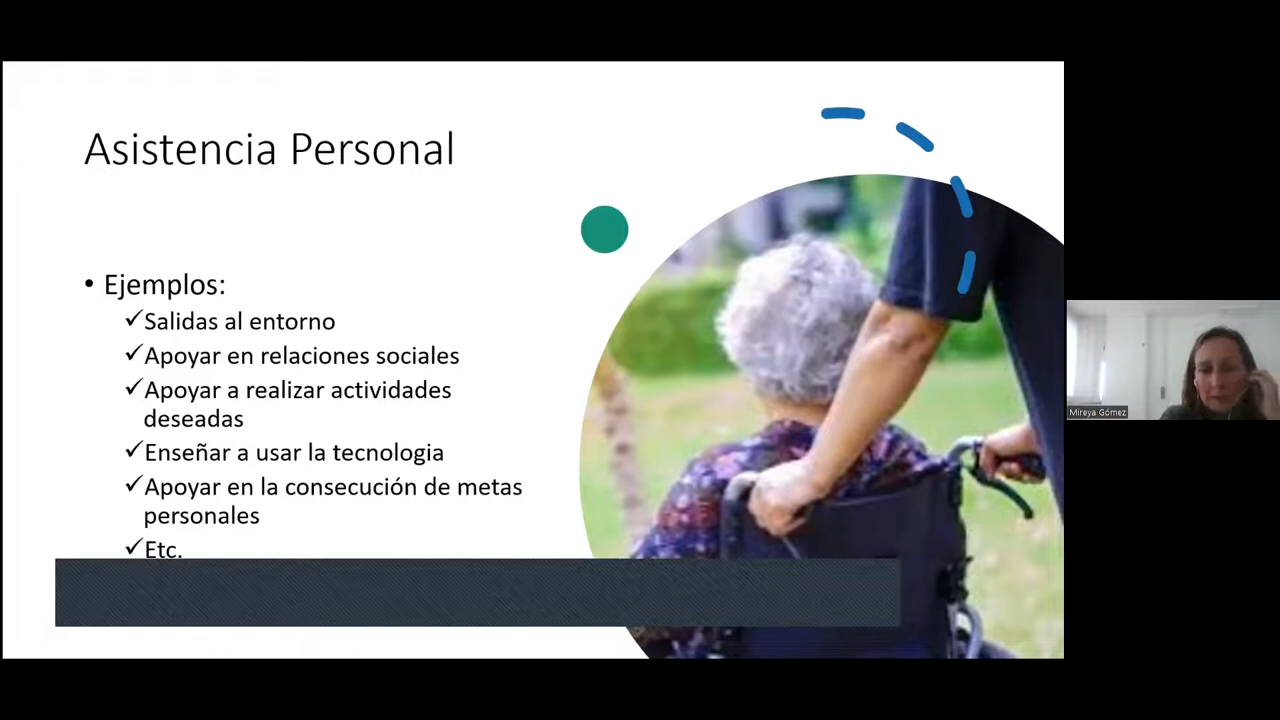 Asistencia Personal
• Ejemplos:
✓Salidas al entorno
✓Apoyar en relaciones sociales
✓Apoyar a realizar actividades
deseadas
✓Enseñar a usar la tecnologia
✓Apoyar en la consecución de metas
personales
✓Etc.
Mireya Gómez